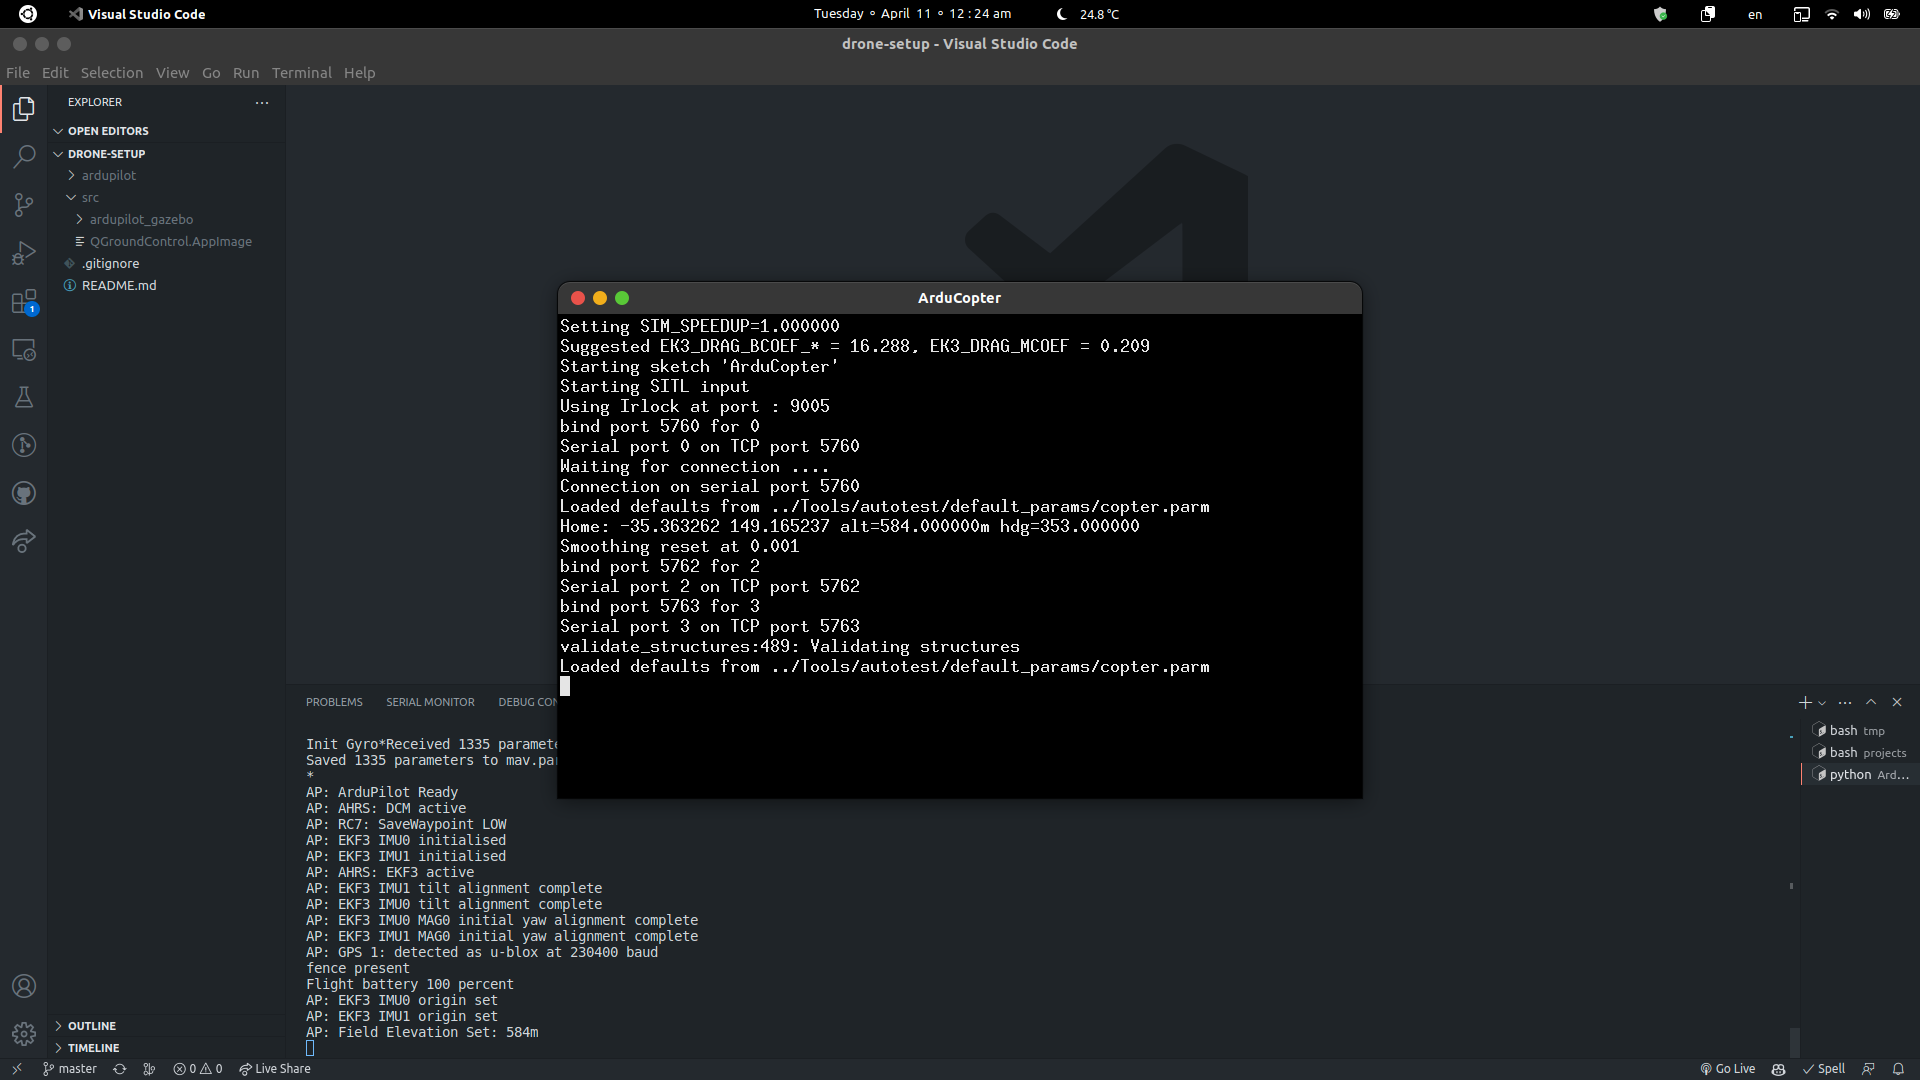 Visual Studio Code
Tuesday ∘ April 11 ∘ 12 : 24 am
24.8 °C
en
drone-setup - Visual Studio Code
File Edit Selection View Go Run Terminal Help
EXPLORER
OPEN EDITORS
DRONE-SETUP
ardupilot
src
ardupilot_gazebo
QGroundControl.AppImage
.gitignore
README.md
1
ArduCopter
Setting SIM_SPEEDUP=1.000000
Suggested EK3_DRAG_BCOEF_* = 16.288, EK3_DRAG_MCOEF = 0.209
Starting sketch 'ArduCopter'
Starting SITL input
Using Irlock at port : 9005
bind port 5760 for 0
Serial port 0 on TCP port 5760
Waiting for connection ....
Connection on serial port 5760
Loaded defaults from ../Tools/autotest/default_params/copter.parm
Home: -35.363262 149.165237 alt=584.000000m hdg=353.000000
Smoothing reset at 0.001
bind port 5762 for 2
Serial port 2 on TCP port 5762
bind port 5763 for 3
Serial port 3 on TCP port 5763
validate_structures:489: Validating structures
Loaded defaults from ../Tools/autotest/default_params/copter.parm
PROBLEMS SERIAL MONITOR DEBUG CON
Init Gyro*Received 1335 paramete
Saved 1335 parameters to mav.par
*
AP: ArduPilot Ready
AP: AHRS: DCM active
AP: RC7: SaveWaypoint LOW
AP: EKF3 IMU0 initialised
AP: EKF3 IMU1 initialised
AP: AHRS: EKF3 active
AP: EKF3 IMU1 tilt alignment complete
AP: EKF3 IMU0 tilt alignment complete
AP: EKF3 IMU0 MAG0 initial yaw alignment complete
AP: EKF3 IMU1 MAG0 initial yaw alignment complete
AP: GPS 1: detected as u-blox at 230400 baud
fence present
Flight battery 100 percent
AP: EKF3 IMU0 origin set
AP: EKF3 IMU1 origin set
AP: Field Elevation Set: 584m
bash tmp
bash projects
python Ard...
OUTLINE
TIMELINE
master 0 0 Live Share
Go Live Spell